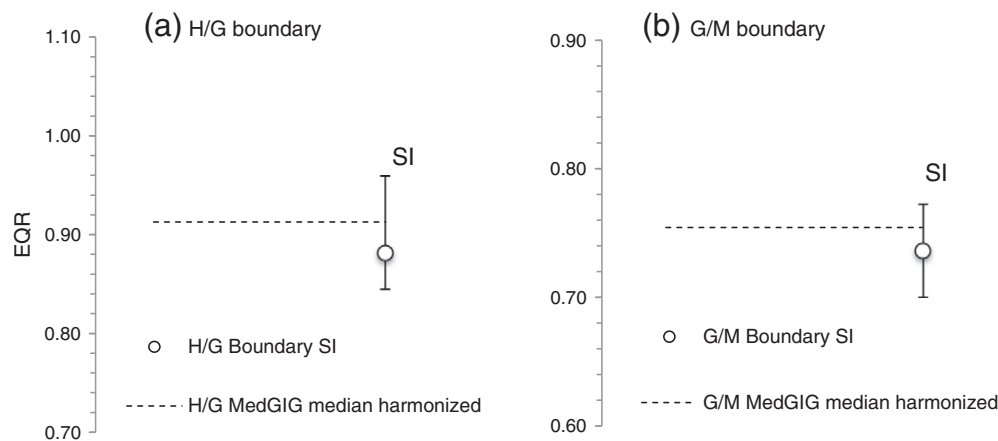 (a) H/G boundary
1.10
1.00
0.90
0.80
0.70
EQR
SI
H/G Boundary SI
H/G MedGIG median harmonized
(b) G/M boundary
0.90
0.80
0.70
0.60
SI
G/M Boundary SI
G/M MedGIG median harmonized